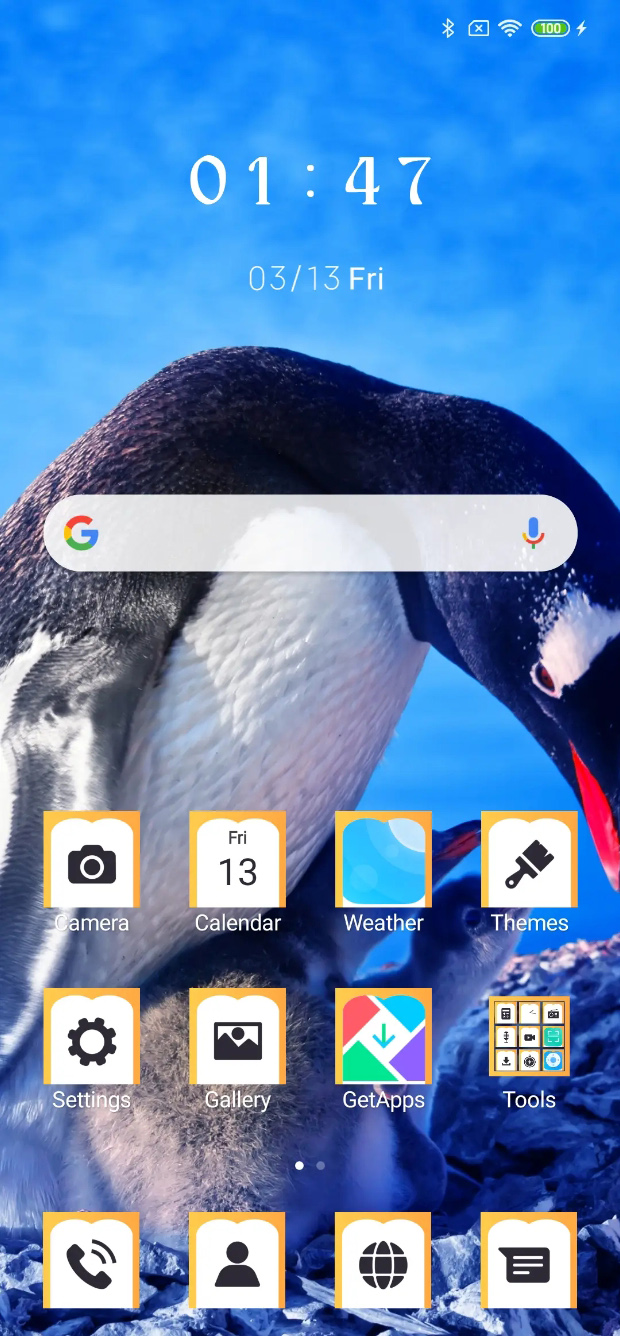 100
01:47
03/13 Fri
Fri
13
Camera
Calendar
Weather
Themes
Settings
Gallery
GetApps
Tools